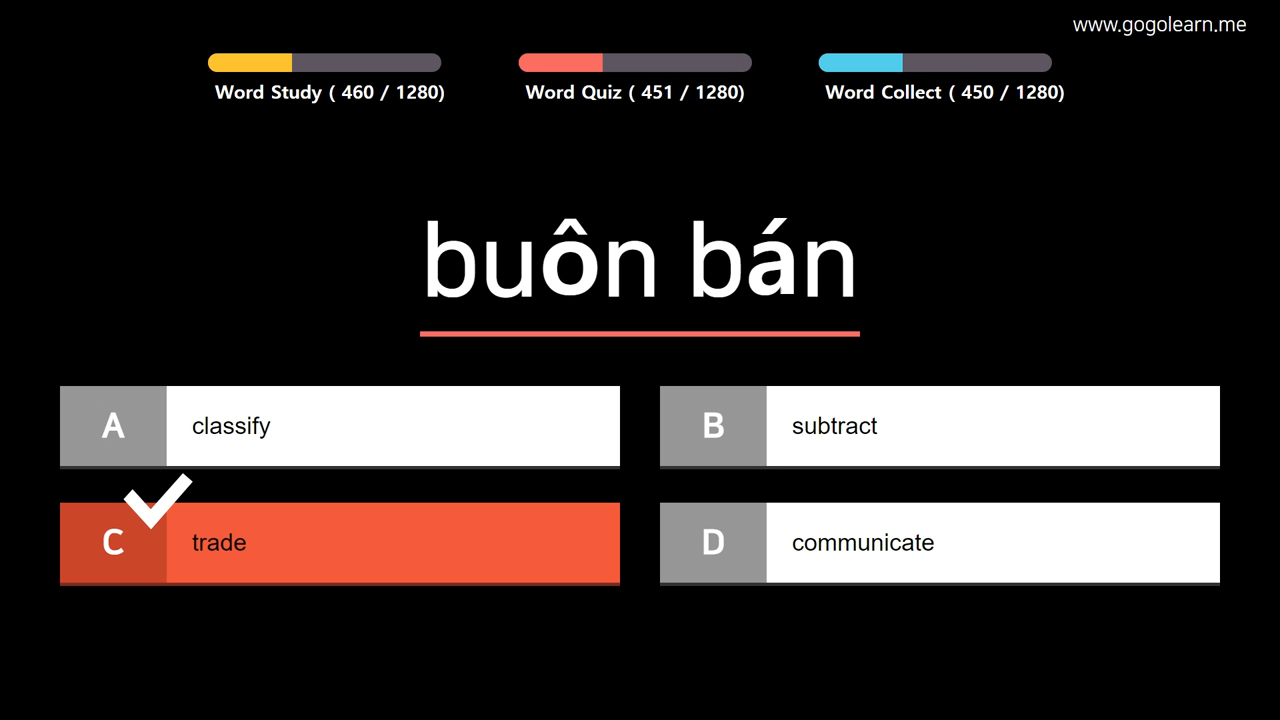 www.gogolearn.me
Word Study ( 460 / 1280)
Word Quiz ( 451 / 1280)
Word Collect ( 450 / 1280)
buôn bán
A classify
B subtract
C trade
D communicate